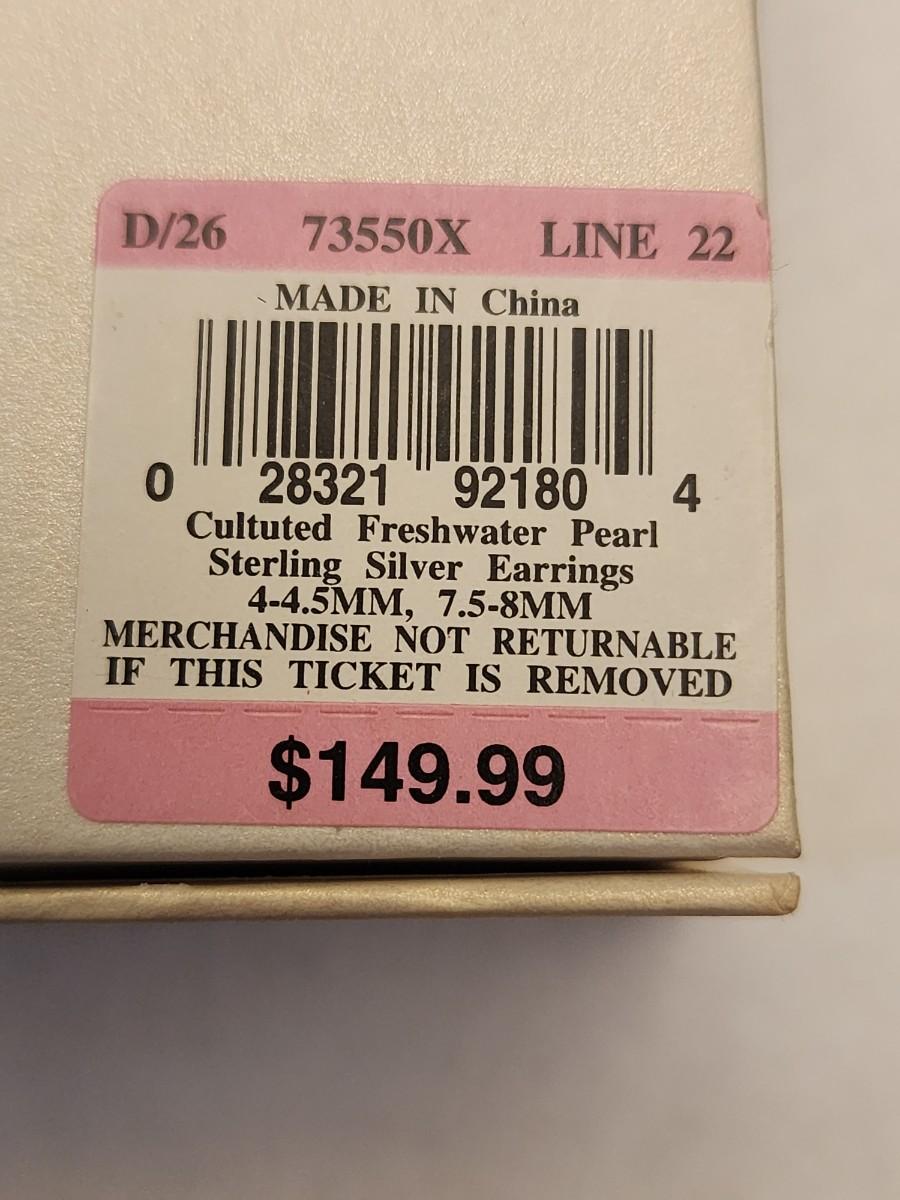 D/26 73550X LINE 22
MADE IN China
0 28321 92180 4
Cultuted Freshwater Pearl
Sterling Silver Earrings
4-4.5MM, 7.5-8MM
MERCHANDISE NOT RETURNABLE
IF THIS TICKET IS REMOVED
$149.99